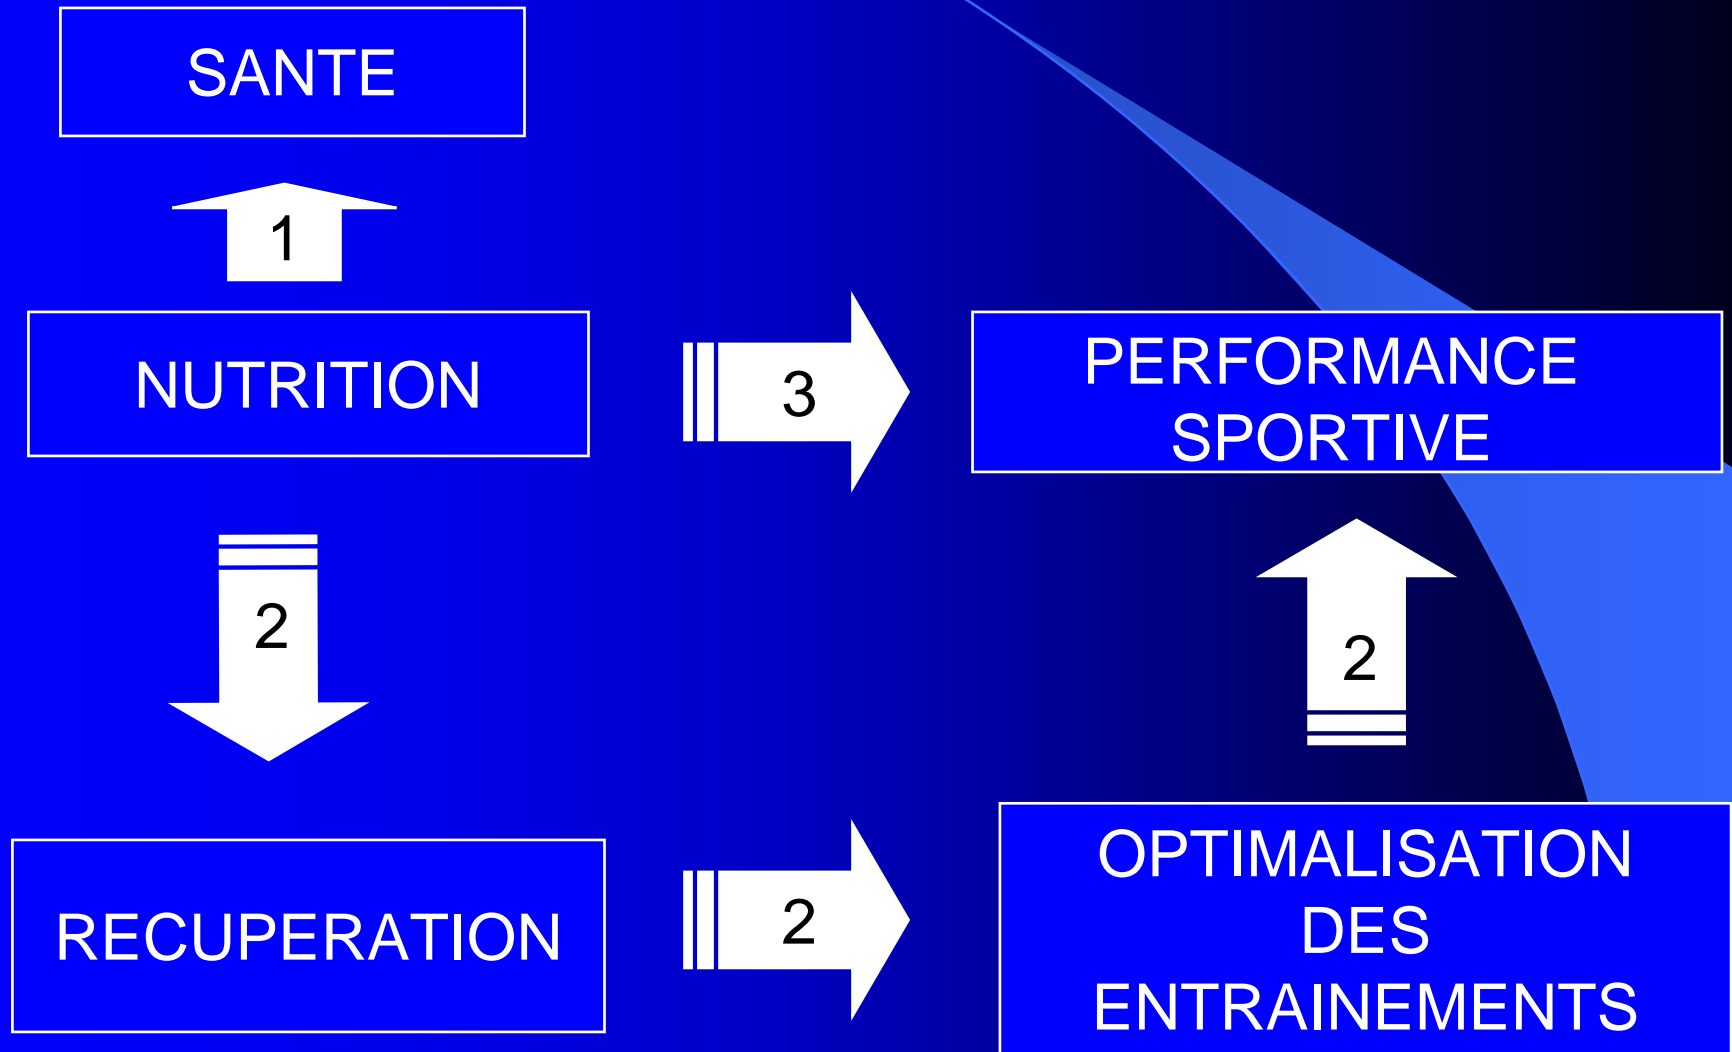 SANTE
1
NUTRITION
3
PERFORMANCE
SPORTIVE
2
2
RECUPERATION
2
OPTIMALISATION
DES
ENTRAINEMENTS